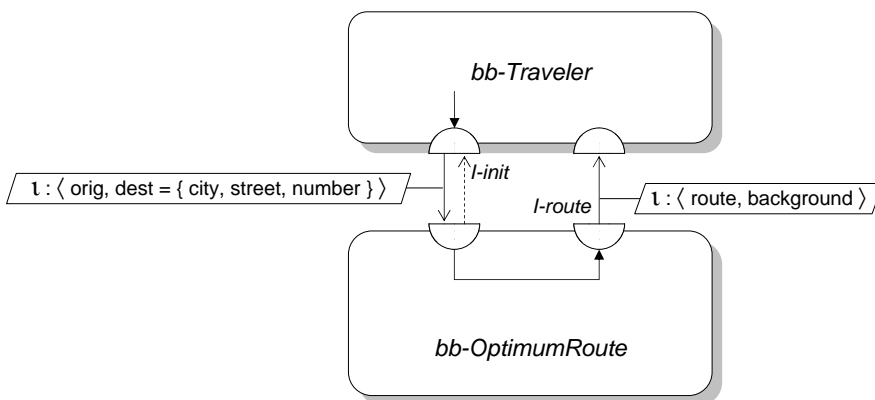 bb-Traveler
I-init
ι : ⟨ orig, dest = { city, street, number } ⟩
I-route
ι : ⟨ route, background ⟩
bb-OptimumRoute